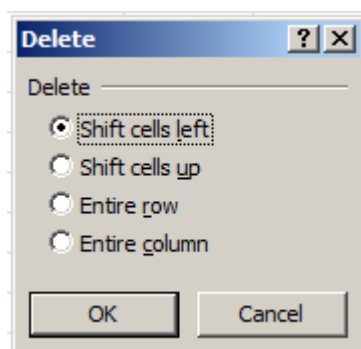 Delete ? X
Delete
Shift cells left
Shift cells up
Entire row
Entire column
OK Cancel